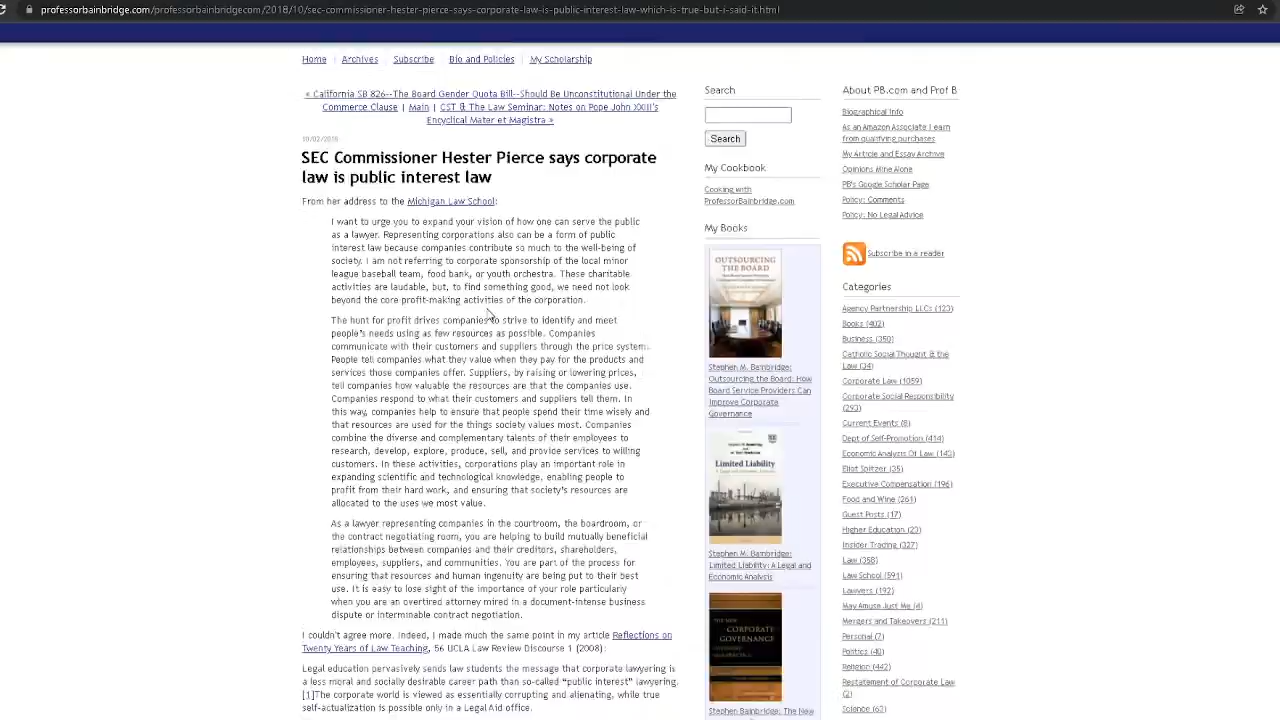 professorbainbridge.com/2018/10/sec-commissioner-hester-pierce-says-corporate-law-is-public-interest-law-which-is-true-but-i-said-it.html
Home | Archives | Subscribe | Bio and Policies | My Scholarship
« California SB 826--The Board Gender Quota Bill--Should Be Unconstitutional Under the
Commerce Clause | Main | CST & The Law Seminar: Notes on Pope John XXIII's
Encyclical Mater et Magistra »
10/02/2018
SEC Commissioner Hester Pierce says corporate
law is public interest law
From her address to the Michigan Law School:
I want to urge you to expand your vision of how one can serve the public
as a lawyer. Representing corporations also can be a form of public
interest law because companies contribute so much to the well-being of
society. I am not referring to corporate sponsorship of the local minor
league baseball team, food bank, or youth orchestra. These charitable
activities are laudable, but, to find something good, we need not look
beyond the core profit-making activities of the corporation.
The hunt for profit drives companies to strive to identify and meet
people's needs using as few resources as possible. Companies
communicate with their customers and suppliers through the price system.
People tell companies what they value when they pay for the products and
services those companies offer. Suppliers, by raising or lowering prices,
tell companies how valuable the resources are that the companies use.
Companies respond to what their customers and suppliers tell them. In
this way, companies help to ensure that people spend their time wisely and
that resources are used for the things society values most. Companies
combine the diverse and complementary talents of their employees to
research, develop, explore, produce, sell, and provide services to willing
customers. In these activities, corporations play an important role in
expanding scientific and technological knowledge, enabling people to
profit from their hard work, and ensuring that society's resources are
allocated to the uses we most value.
As a lawyer representing companies in the courtroom, the boardroom, or
the contract negotiating room, you are helping to build mutually beneficial
relationships between companies and their creditors, shareholders,
employees, suppliers, and communities. You are part of the process for
ensuring that resources and human ingenuity are being put to their best
use. It is easy to lose sight of the importance of your role particularly
when you are an overtired attorney mired in a document-intense business
dispute or interminable contract negotiation.
I couldn't agree more. Indeed, I made much the same point in my article Reflections on
Twenty Years of Law Teaching, 56 UCLA Law Review Discourse 1 (2008):
Legal education pervasively sends law students the message that corporate lawyering is
a less moral and socially desirable career path than so-called "public interest" lawyering.
[1]The corporate world is viewed as essentially corrupting and alienating, while true
self-actualization is possible only in a Legal Aid office.
Search
Search
My Cookbook
Cooking with
ProfessorBainbridge.com
My Books
OUTSOURCING
THE BOARD
Stephen M. Bainbridge:
Outsourcing the Board: How
Board Service Providers Can
Improve Corporate
Governance
Limited Liability
Stephen M. Bainbridge:
Limited Liability: A Legal and
Economic Analysis
THE NEW
CORPORATE
GOVERNANCE
Stephen Bainbridge: The New
About PB.com and Prof B
Biographical Info
As an Amazon Associate I earn
from qualifying purchases
My Article and Essay Archive
Opinions Mine Alone
PB's Google Scholar Page
Policy: Comments
Policy: No Legal Advice
Subscribe in a reader
Categories
Agency Partnership LLCs (123)
Books (402)
Business (350)
Catholic Social Thought & the
Law (34)
Corporate Law (1059)
Corporate Social Responsibility
(293)
Current Events (8)
Dept of Self-Promotion (414)
Economic Analysis Of Law (143)
Eliot Spitzer (35)
Executive Compensation (196)
Food and Wine (261)
Guest Posts (17)
Higher Education (23)
Insider Trading (327)
Law (358)
Law School (591)
Lawyers (192)
May Amuse Just Me (4)
Mergers and Takeovers (211)
Personal (7)
Politics (40)
Religion (442)
Restatement of Corporate Law
(2)
Science (63)